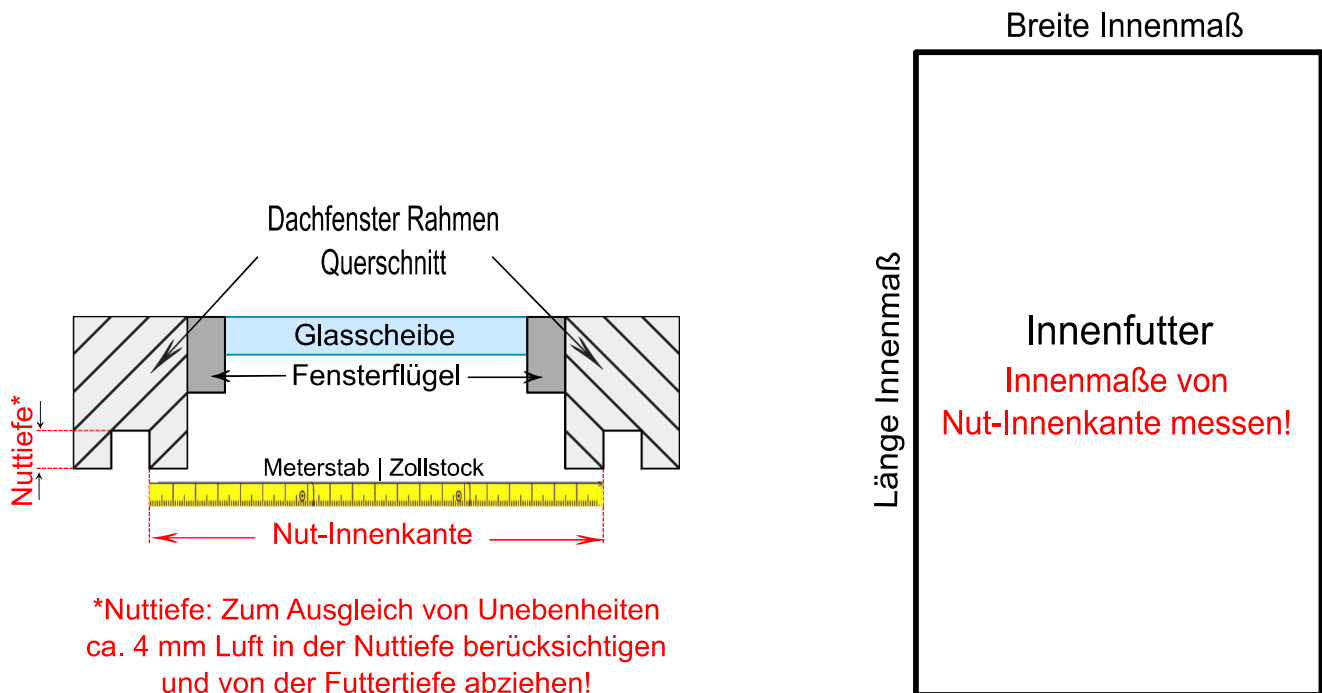 Dachfenster Rahmen
Querschnitt
Glasscheibe
Fensterflügel
Nuttiefe*
Meterstab | Zollstock
Nut-Innenkante
*Nuttiefe: Zum Ausgleich von Unebenheiten
ca. 4 mm Luft in der Nuttiefe berücksichtigen
und von der Futtertiefe abziehen!
Breite Innenmaß
Länge Innenmaß
Innenfutter
Innenmaße von
Nut-Innenkante messen!